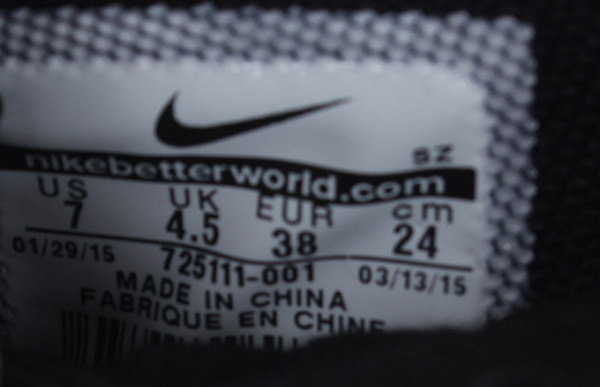 SZ
nikebetterworld.com
US UK EUR cm
7 4.5 38 24
01/29/15 725111-001 03/13/15
MADE IN CHINA
FABRIQUE EN CHINE